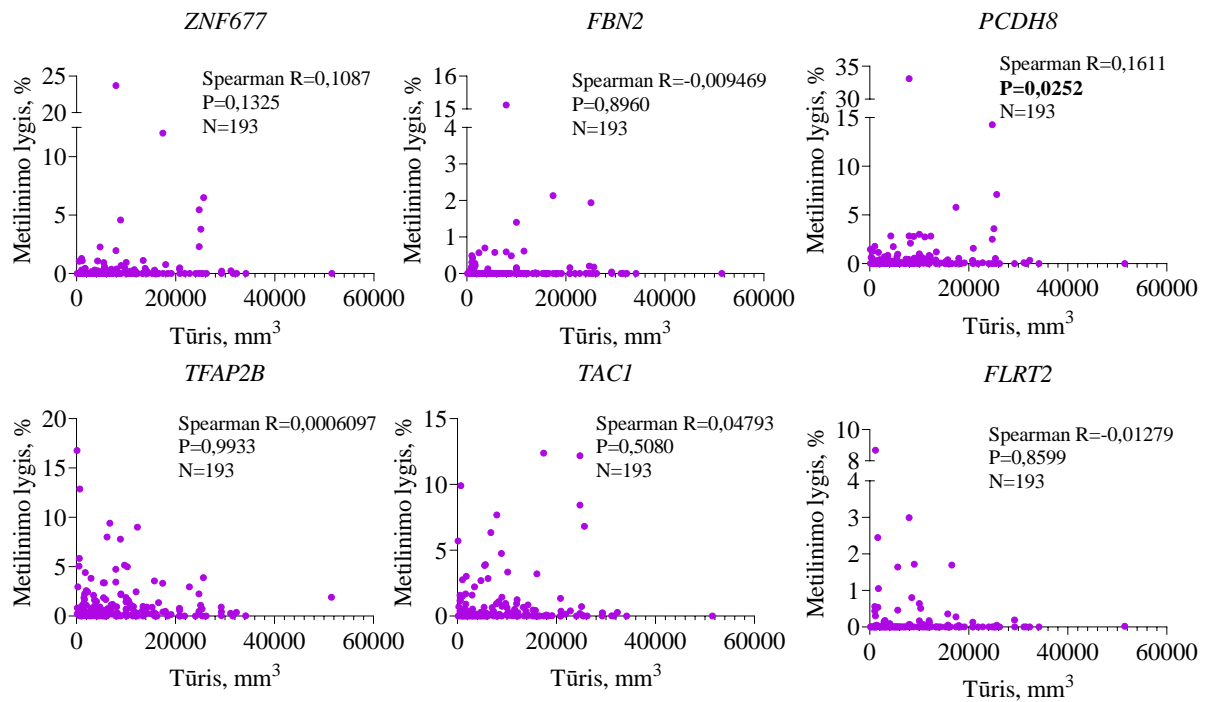 ZNF677
Metilinimo lygis, %
25
20
10
5
0
Spearman R=0,1087
P=0,1325
N=193
0 20000 40000 60000
Tūris, mm³
FBN2
Metilinimo lygis, %
16
15
4
3
2
1
0
Spearman R=-0,009469
P=0,8960
N=193
0 20000 40000 60000
Tūris, mm³
PCDH8
Metilinimo lygis, %
35
30
15
10
5
0
Spearman R=0,1611
P=0,0252
N=193
0 20000 40000 60000
Tūris, mm³
TFAP2B
Metilinimo lygis, %
20
15
10
5
0
Spearman R=0,0006097
P=0,9933
N=193
0 20000 40000 60000
Tūris, mm³
TAC1
Metilinimo lygis, %
15
10
5
0
Spearman R=0,04793
P=0,5080
N=193
0 20000 40000 60000
Tūris, mm³
FLRT2
Metilinimo lygis, %
10
8
4
3
2
1
0
Spearman R=-0,01279
P=0,8599
N=193
0 20000 40000 60000
Tūris, mm³